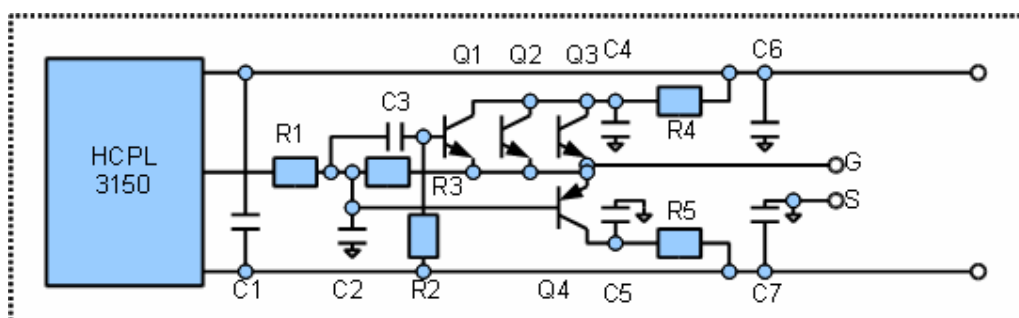 Q1 Q2 Q3 C4 C6
C3
R1
R4
HCPL
3150
G
R3
S
R5
C1 C2 R2 Q4 C5 C7